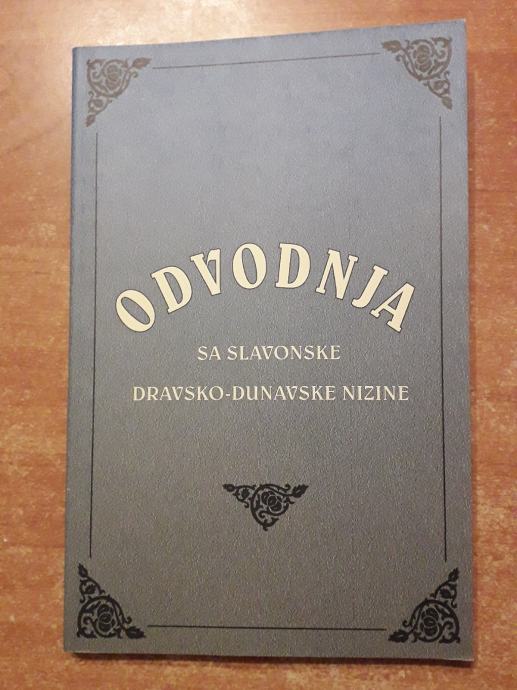 ODVODNJA
SA SLAVONSKE
DRAVSKO-DUNAVSKE NIZINE